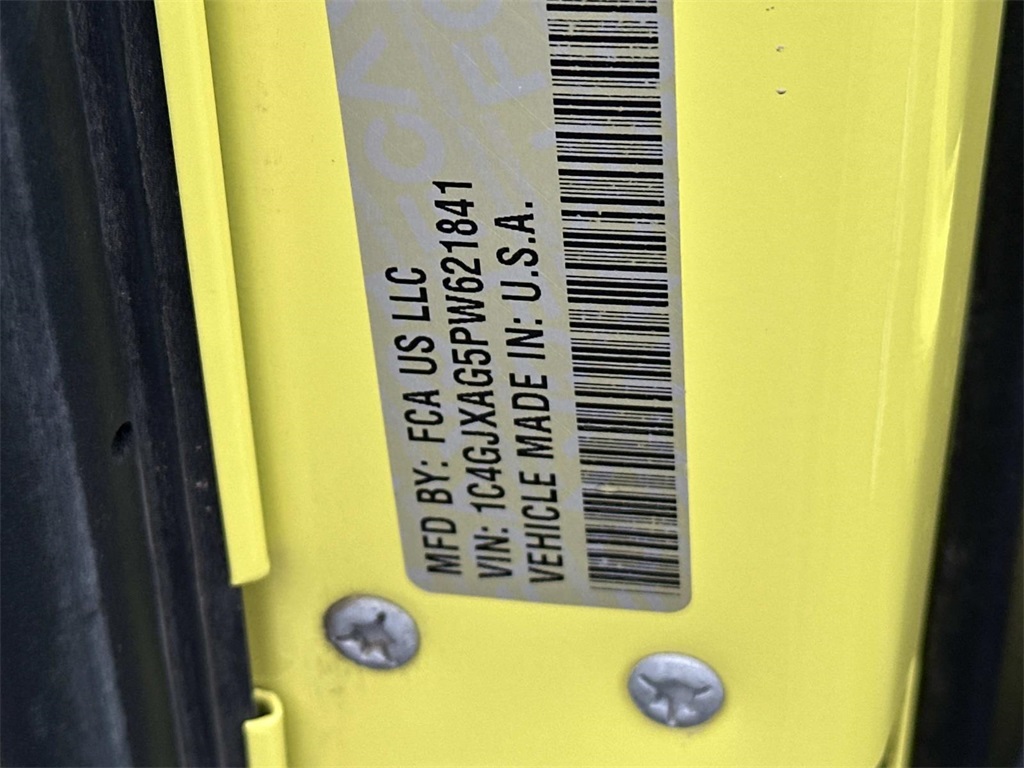 MFD BY: FCA US LLC
VIN: 1C4GJXAG5PW621841
VEHICLE MADE IN: U.S.A.